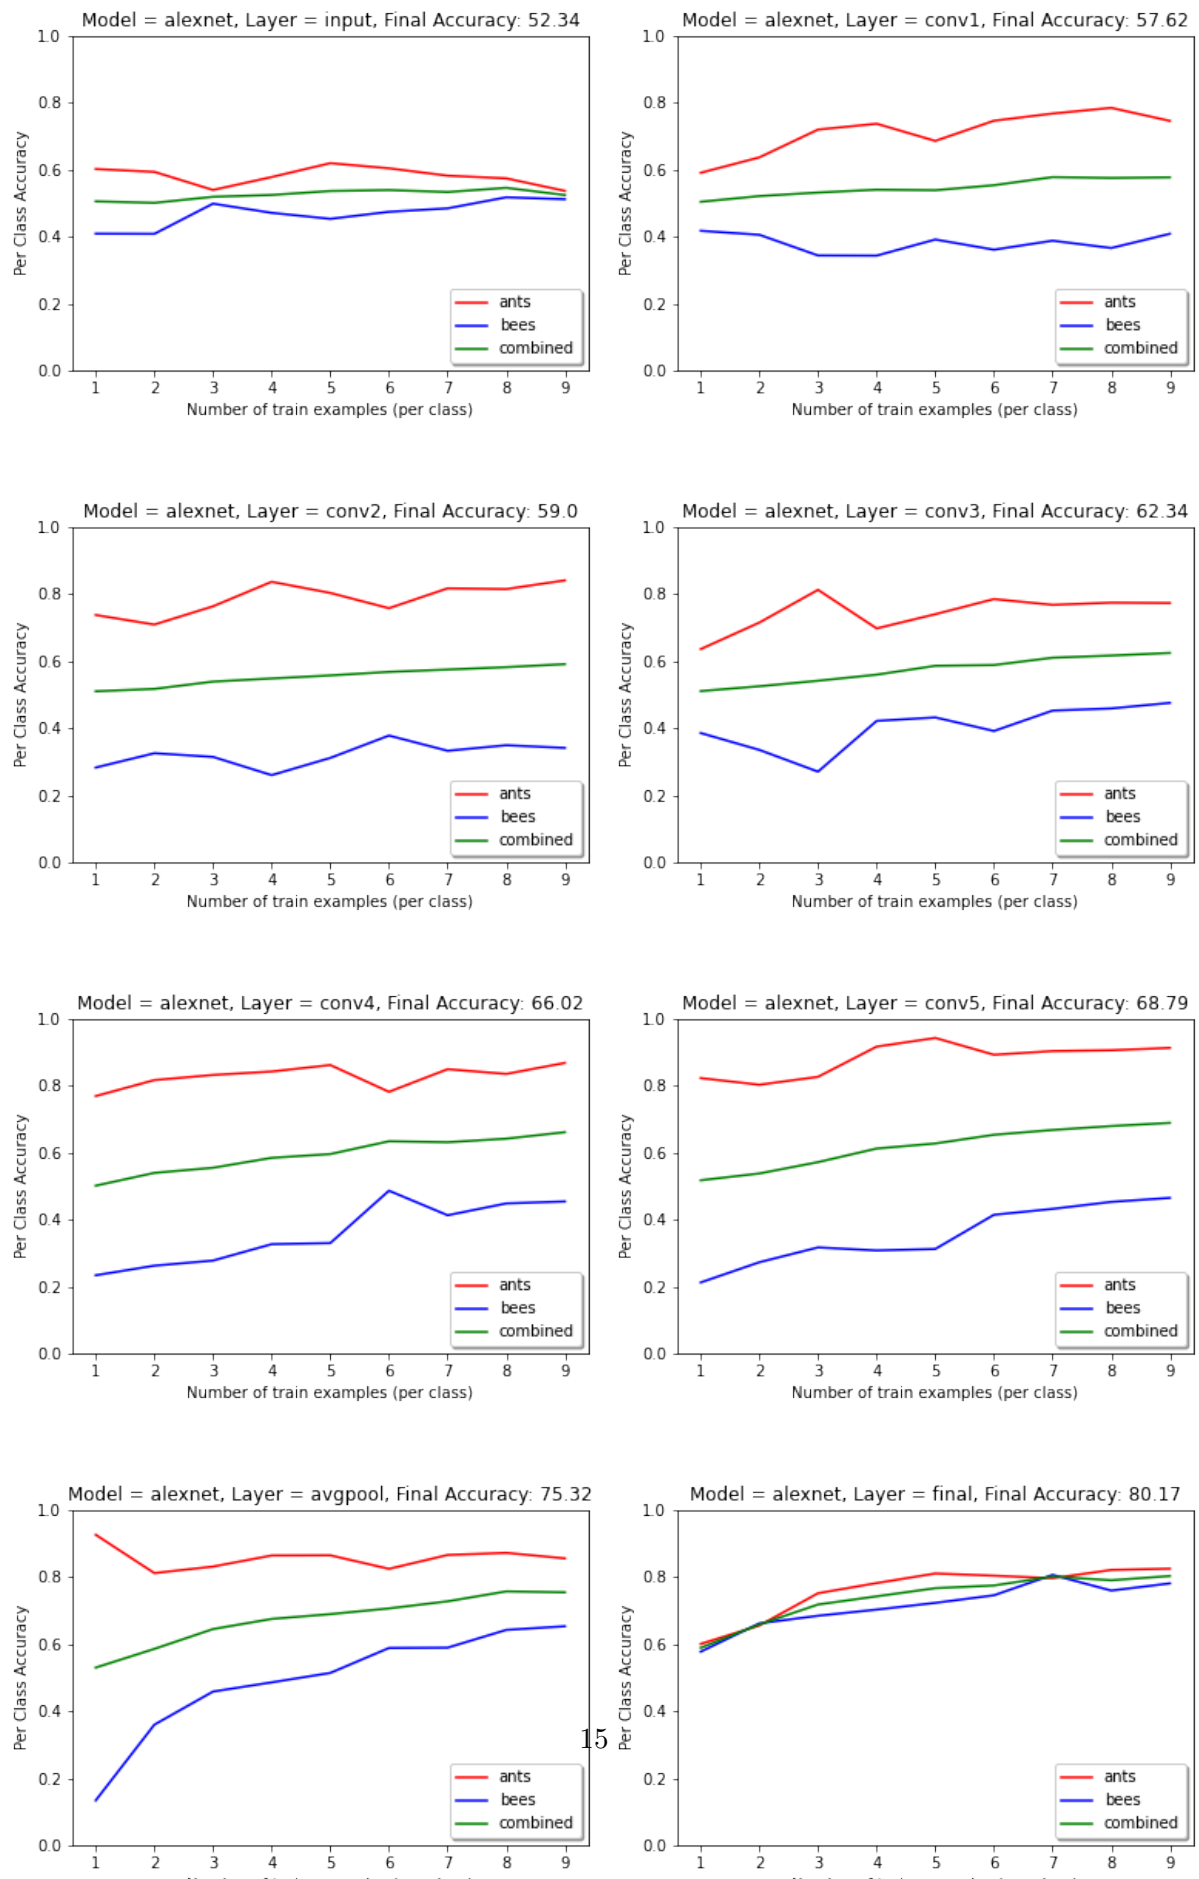 Model = alexnet, Layer = input, Final Accuracy: 52.34
1.0
0.8
0.6
0.4
0.2
0.0
Per Class Accuracy
ants
bees
combined
1 2 3 4 5 6 7 8 9
Number of train examples (per class)
Model = alexnet, Layer = conv1, Final Accuracy: 57.62
1.0
0.8
0.6
0.4
0.2
0.0
Per Class Accuracy
ants
bees
combined
1 2 3 4 5 6 7 8 9
Number of train examples (per class)
Model = alexnet, Layer = conv2, Final Accuracy: 59.0
1.0
0.8
0.6
0.4
0.2
0.0
Per Class Accuracy
ants
bees
combined
1 2 3 4 5 6 7 8 9
Number of train examples (per class)
Model = alexnet, Layer = conv3, Final Accuracy: 62.34
1.0
0.8
0.6
0.4
0.2
0.0
Per Class Accuracy
ants
bees
combined
1 2 3 4 5 6 7 8 9
Number of train examples (per class)
Model = alexnet, Layer = conv4, Final Accuracy: 66.02
1.0
0.8
0.6
0.4
0.2
0.0
Per Class Accuracy
ants
bees
combined
1 2 3 4 5 6 7 8 9
Number of train examples (per class)
Model = alexnet, Layer = conv5, Final Accuracy: 68.79
1.0
0.8
0.6
0.4
0.2
0.0
Per Class Accuracy
ants
bees
combined
1 2 3 4 5 6 7 8 9
Number of train examples (per class)
Model = alexnet, Layer = avgpool, Final Accuracy: 75.32
1.0
0.8
0.6
0.4
0.2
0.0
Per Class Accuracy
ants
bees
combined
1 2 3 4 5 6 7 8 9
Model = alexnet, Layer = final, Final Accuracy: 80.17
1.0
0.8
0.6
0.4
0.2
0.0
Per Class Accuracy
ants
bees
combined
1 2 3 4 5 6 7 8 9
15